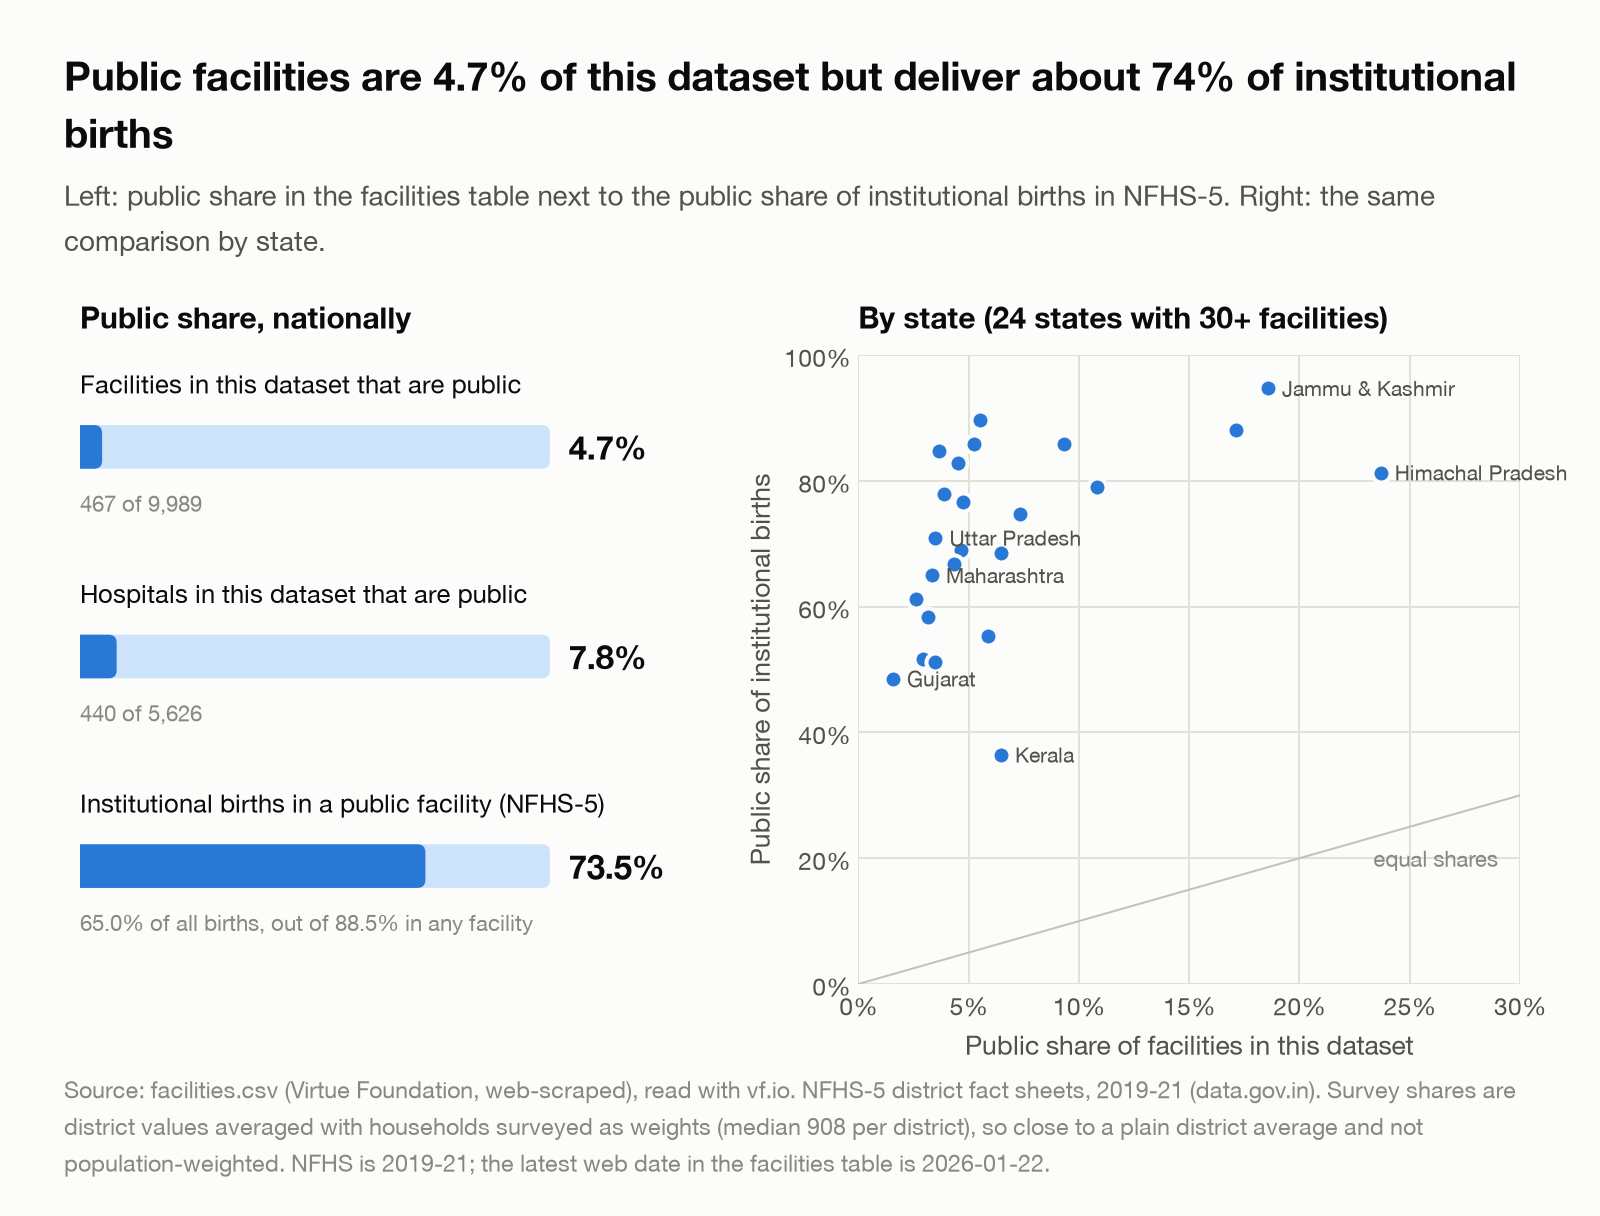 Public facilities are 4.7% of this dataset but deliver about 74% of institutional
births
Left: public share in the facilities table next to the public share of institutional births in NFHS-5. Right: the same
comparison by state.
Public share, nationally
Facilities in this dataset that are public
4.7%
467 of 9,989
Hospitals in this dataset that are public
7.8%
440 of 5,626
Institutional births in a public facility (NFHS-5)
73.5%
65.0% of all births, out of 88.5% in any facility
By state (24 states with 30+ facilities)
Public share of institutional births
100%
80%
60%
40%
20%
0%
Jammu & Kashmir
Himachal Pradesh
Uttar Pradesh
Maharashtra
Gujarat
Kerala
equal shares
0%
5%
10%
15%
20%
25%
30%
Public share of facilities in this dataset
Source: facilities.csv (Virtue Foundation, web-scraped), read with vf.io. NFHS-5 district fact sheets, 2019-21 (data.gov.in). Survey shares are
district values averaged with households surveyed as weights (median 908 per district), so close to a plain district average and not
population-weighted. NFHS is 2019-21; the latest web date in the facilities table is 2026-01-22.